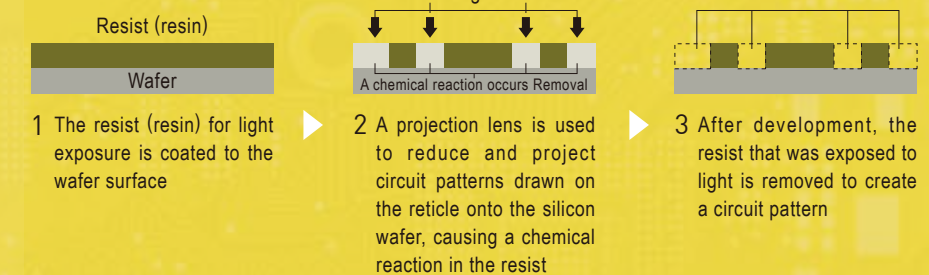 Resist (resin)
Wafer
1 The resist (resin) for light
exposure is coated to the
wafer surface
A chemical reaction occurs Removal
2 A projection lens is used
to reduce and project
circuit patterns drawn on
the reticle onto the silicon
wafer, causing a chemical
reaction in the resist
3 After development, the
resist that was exposed to
light is removed to create
a circuit pattern